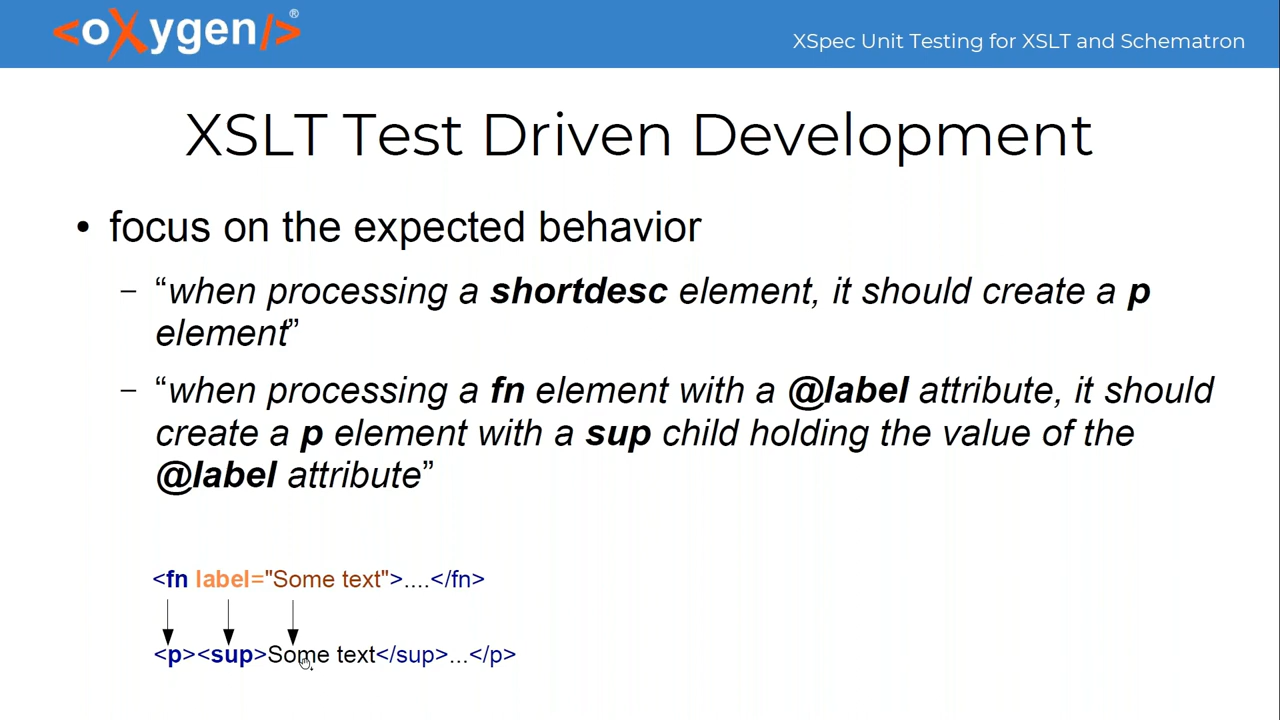 <oXygen/>®
XSpec Unit Testing for XSLT and Schematron
XSLT Test Driven Development
• focus on the expected behavior
– “when processing a shortdesc element, it should create a p
element”
– “when processing a fn element with a @label attribute, it should
create a p element with a sup child holding the value of the
@label attribute”
<fn label="Some text">....</fn>
<p><sup>Some text</sup>...</p>